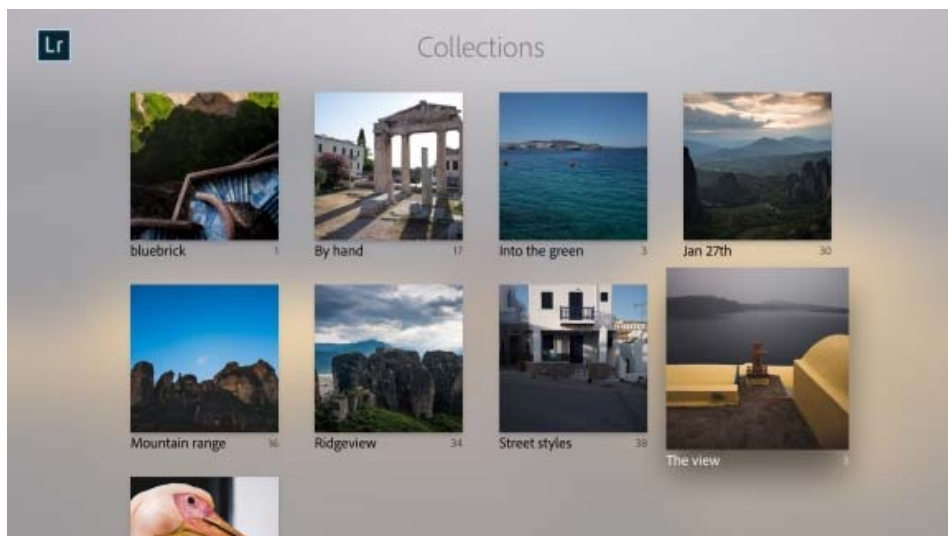 Lr
Collections
bluebrick 1
By hand 17
Into the green 3
Jan 27th 30
Mountain range 16
Ridgeview 34
Street styles 38
The view